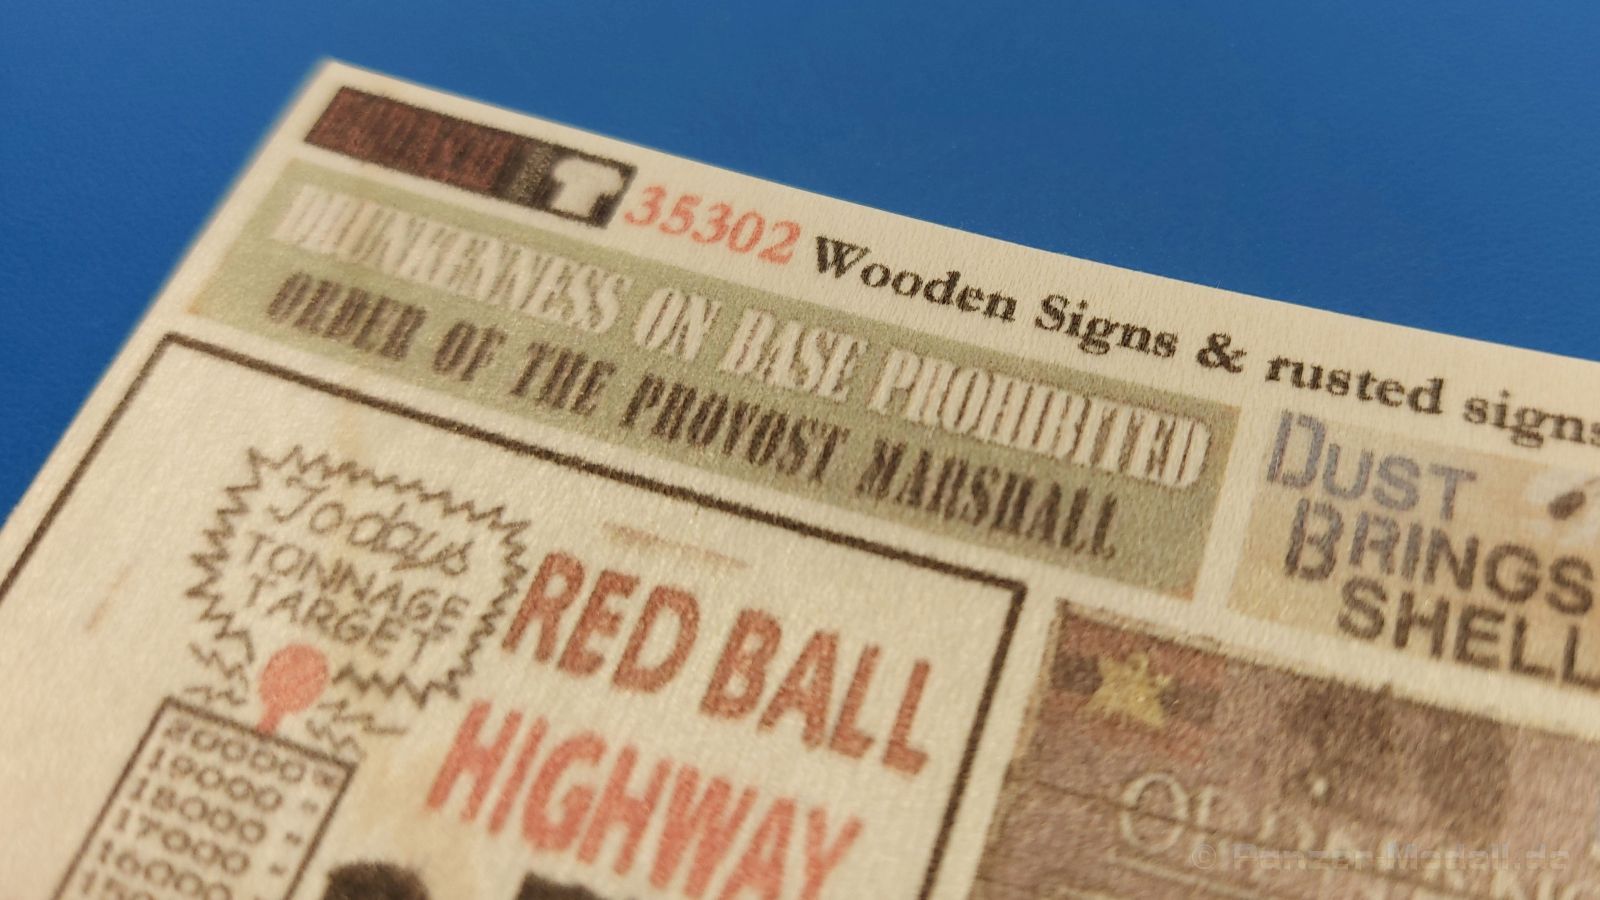 35302 Wooden Signs & rusted signs
DRUNKENNESS ON BASE PROHIBITED
ORDER OF THE PROVOST MARSHALL
DUST
BRINGS
SHELL
Todays
TONNAGE
TARGET
RED BALL
HIGHWAY
20000
19000
18000
17000
16000
© Panzer-Modell.de